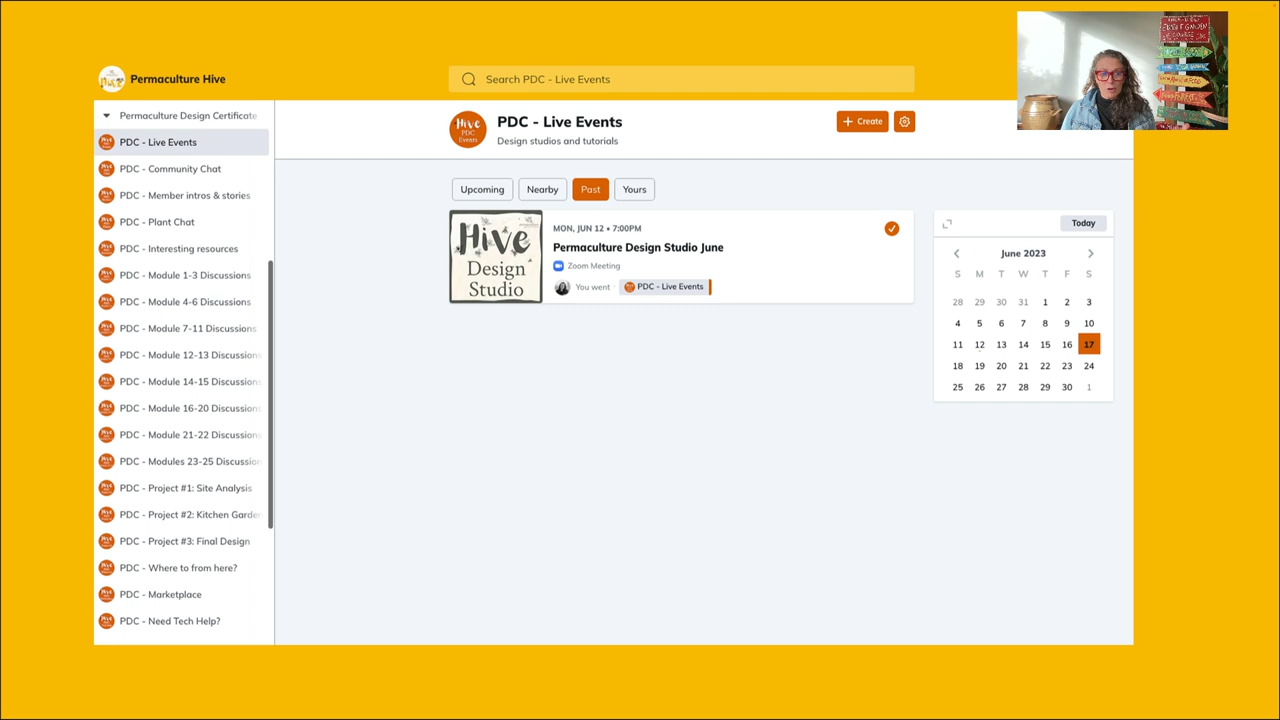 Permaculture Hive
Search PDC - Live Events
Permaculture Design Certificate
PDC - Live Events
PDC - Community Chat
PDC - Member intros & stories
PDC - Plant Chat
PDC - Interesting resources
PDC - Module 1-3 Discussions
PDC - Module 4-6 Discussions
PDC - Module 7-11 Discussions
PDC - Module 12-13 Discussions
PDC - Module 14-15 Discussions
PDC - Module 16-20 Discussions
PDC - Module 21-22 Discussions
PDC - Modules 23-25 Discussion
PDC - Project #1: Site Analysis
PDC - Project #2: Kitchen Garden
PDC - Project #3: Final Design
PDC - Where to from here?
PDC - Marketplace
PDC - Need Tech Help?
Hive
PDC
Events
PDC - Live Events
Design studios and tutorials
+ Create
Upcoming
Nearby
Past
Yours
Hive
Design
Studio
MON, JUN 12 • 7:00PM
Permaculture Design Studio June
Zoom Meeting
You went · PDC - Live Events
Today
June 2023
S M T W T F S
28 29 30 31 1 2 3
4 5 6 7 8 9 10
11 12 13 14 15 16 17
18 19 20 21 22 23 24
25 26 27 28 29 30 1